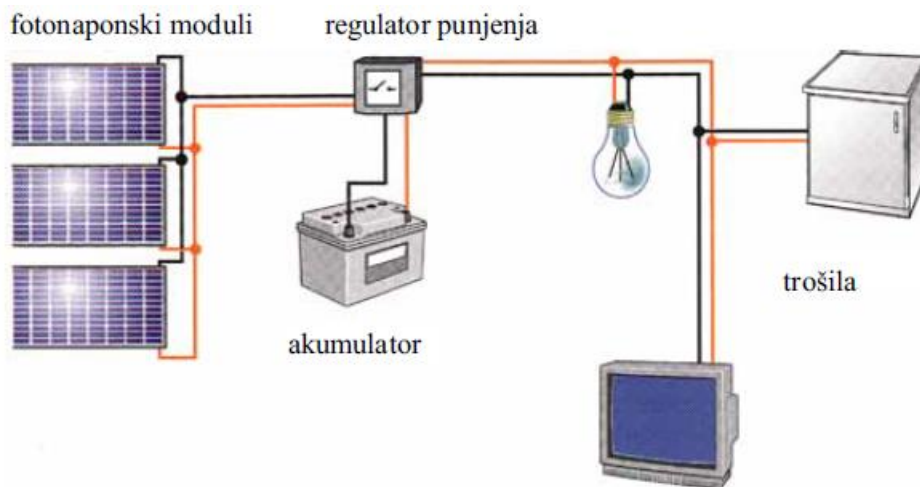 fotonaponski moduli
regulator punjenja
trošila
akumulator